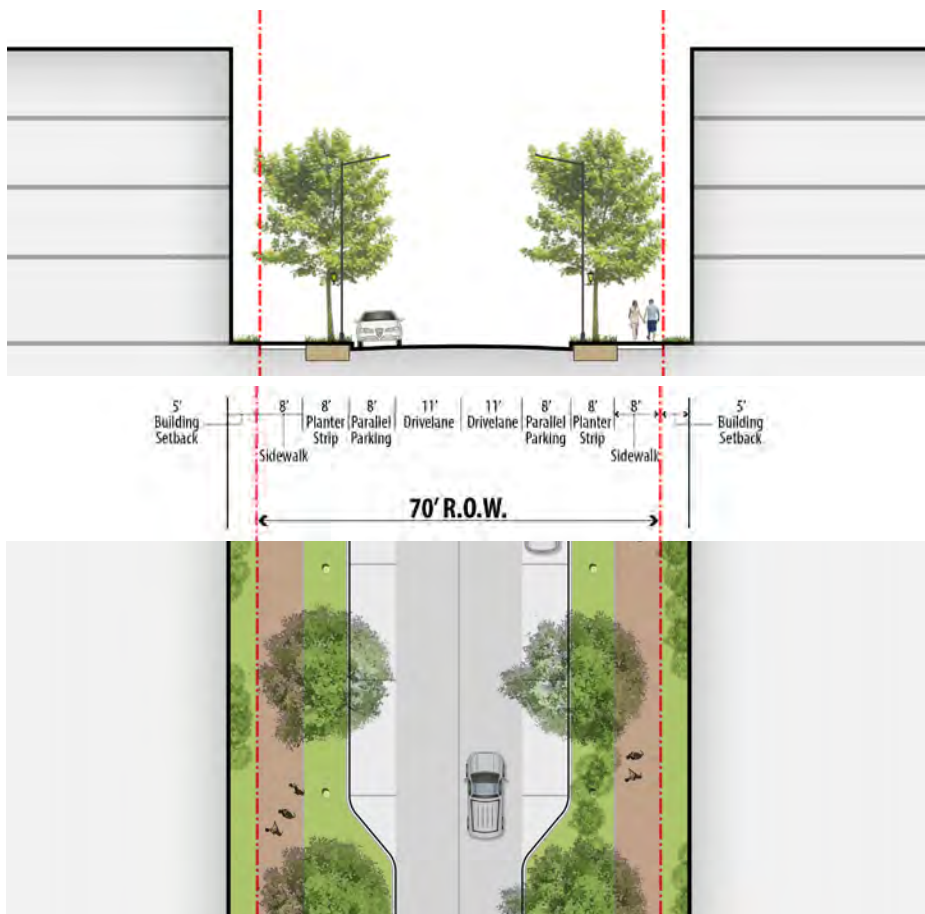 5'
Building
Setback
8'
Sidewalk
8'
Planter
Strip
8'
Parallel
Parking
11'
Drivelane
11'
Drivelane
8'
Parallel
Parking
8'
Planter
Strip
8'
Sidewalk
5'
Building
Setback
70' R.O.W.